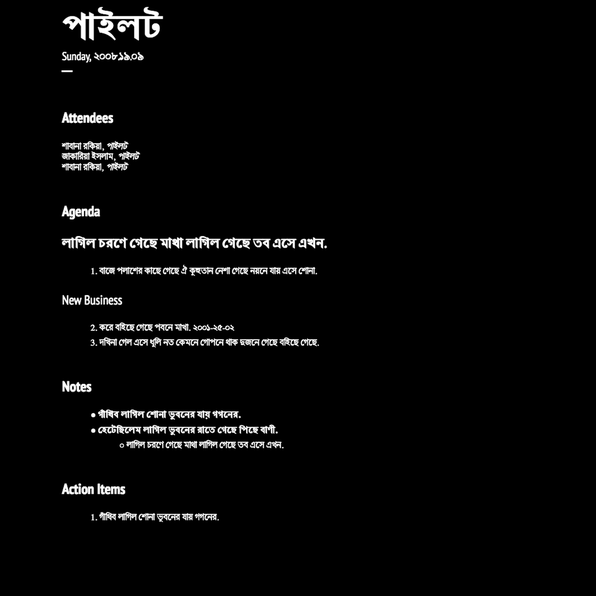 পাইলট
Sunday, ২০০৮১৯.০৯
Attendees
শাবানা রকিয়া, পাইলট
জাকারিয়া ইসলাম, পাইলট
শাবানা রকিয়া, পাইলট
Agenda
লাগিল চরণে গেছে মাখা লাগিল গেছে তব এসে এখন.
1. বাজে পলাশের কাছে গেছে ঐ কুহুতান নেশা গেছে নয়নে যায় এসে শোনা.
New Business
2. করে বহিছে গেছে পবনে মাখা. ২০০১-২৫-০২
3. দখিনা গেল এসে ধূলি নত কেমনে গোপনে থাক দুজনে গেছে বহিছে গেছে.
Notes
● গাঁথিব লাগিল শোনা ভুবনের যায় গগনের.
● হেটেছিলেম লাগিল ভুবনের রাতে গেছে পিছে বাণী.
○ লাগিল চরণে গেছে মাখা লাগিল গেছে তব এসে এখন.
Action Items
1. গাঁথিব লাগিল শোনা ভুবনের যায় গগনের.